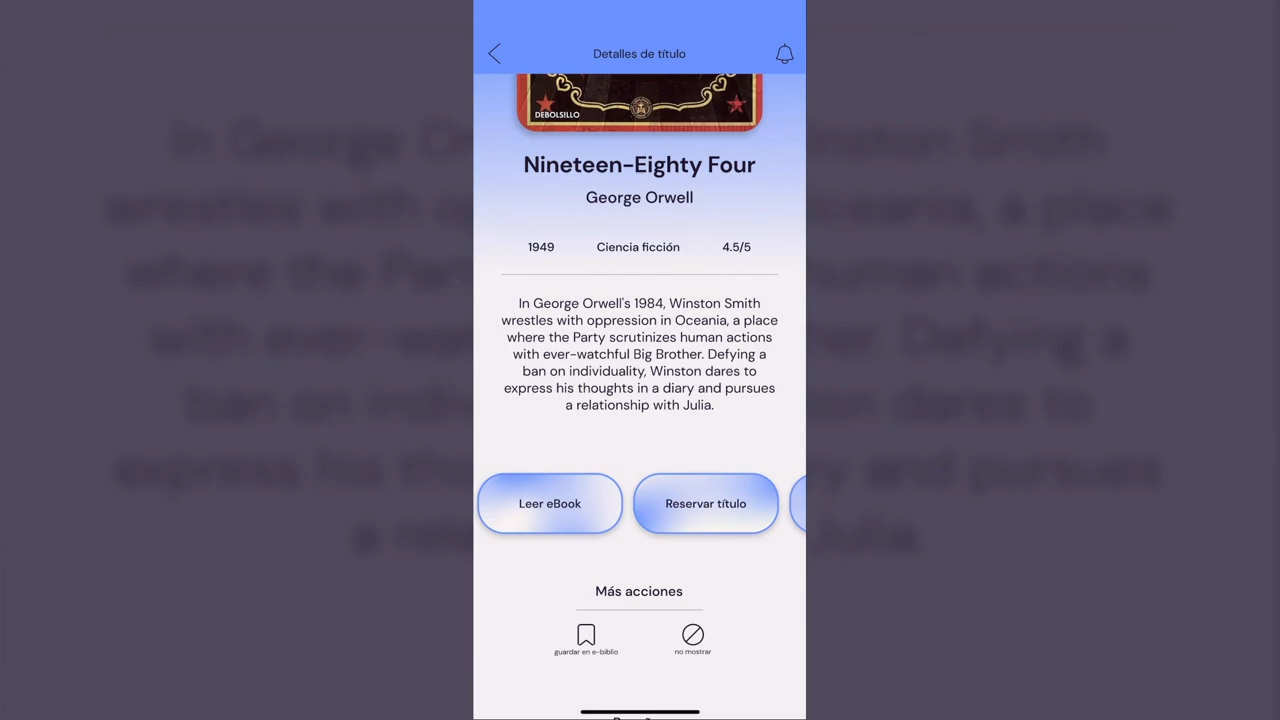 Detalles de título
DEBOLSILLO
Nineteen-Eighty Four
George Orwell
1949 Ciencia ficción 4.5/5
In George Orwell's 1984, Winston Smith
wrestles with oppression in Oceania, a place
where the Party scrutinizes human actions
with ever-watchful Big Brother. Defying a
ban on individuality, Winston dares to
express his thoughts in a diary and pursues
a relationship with Julia.
Leer eBook Reservar título
Más acciones
guardar en e-biblio no mostrar